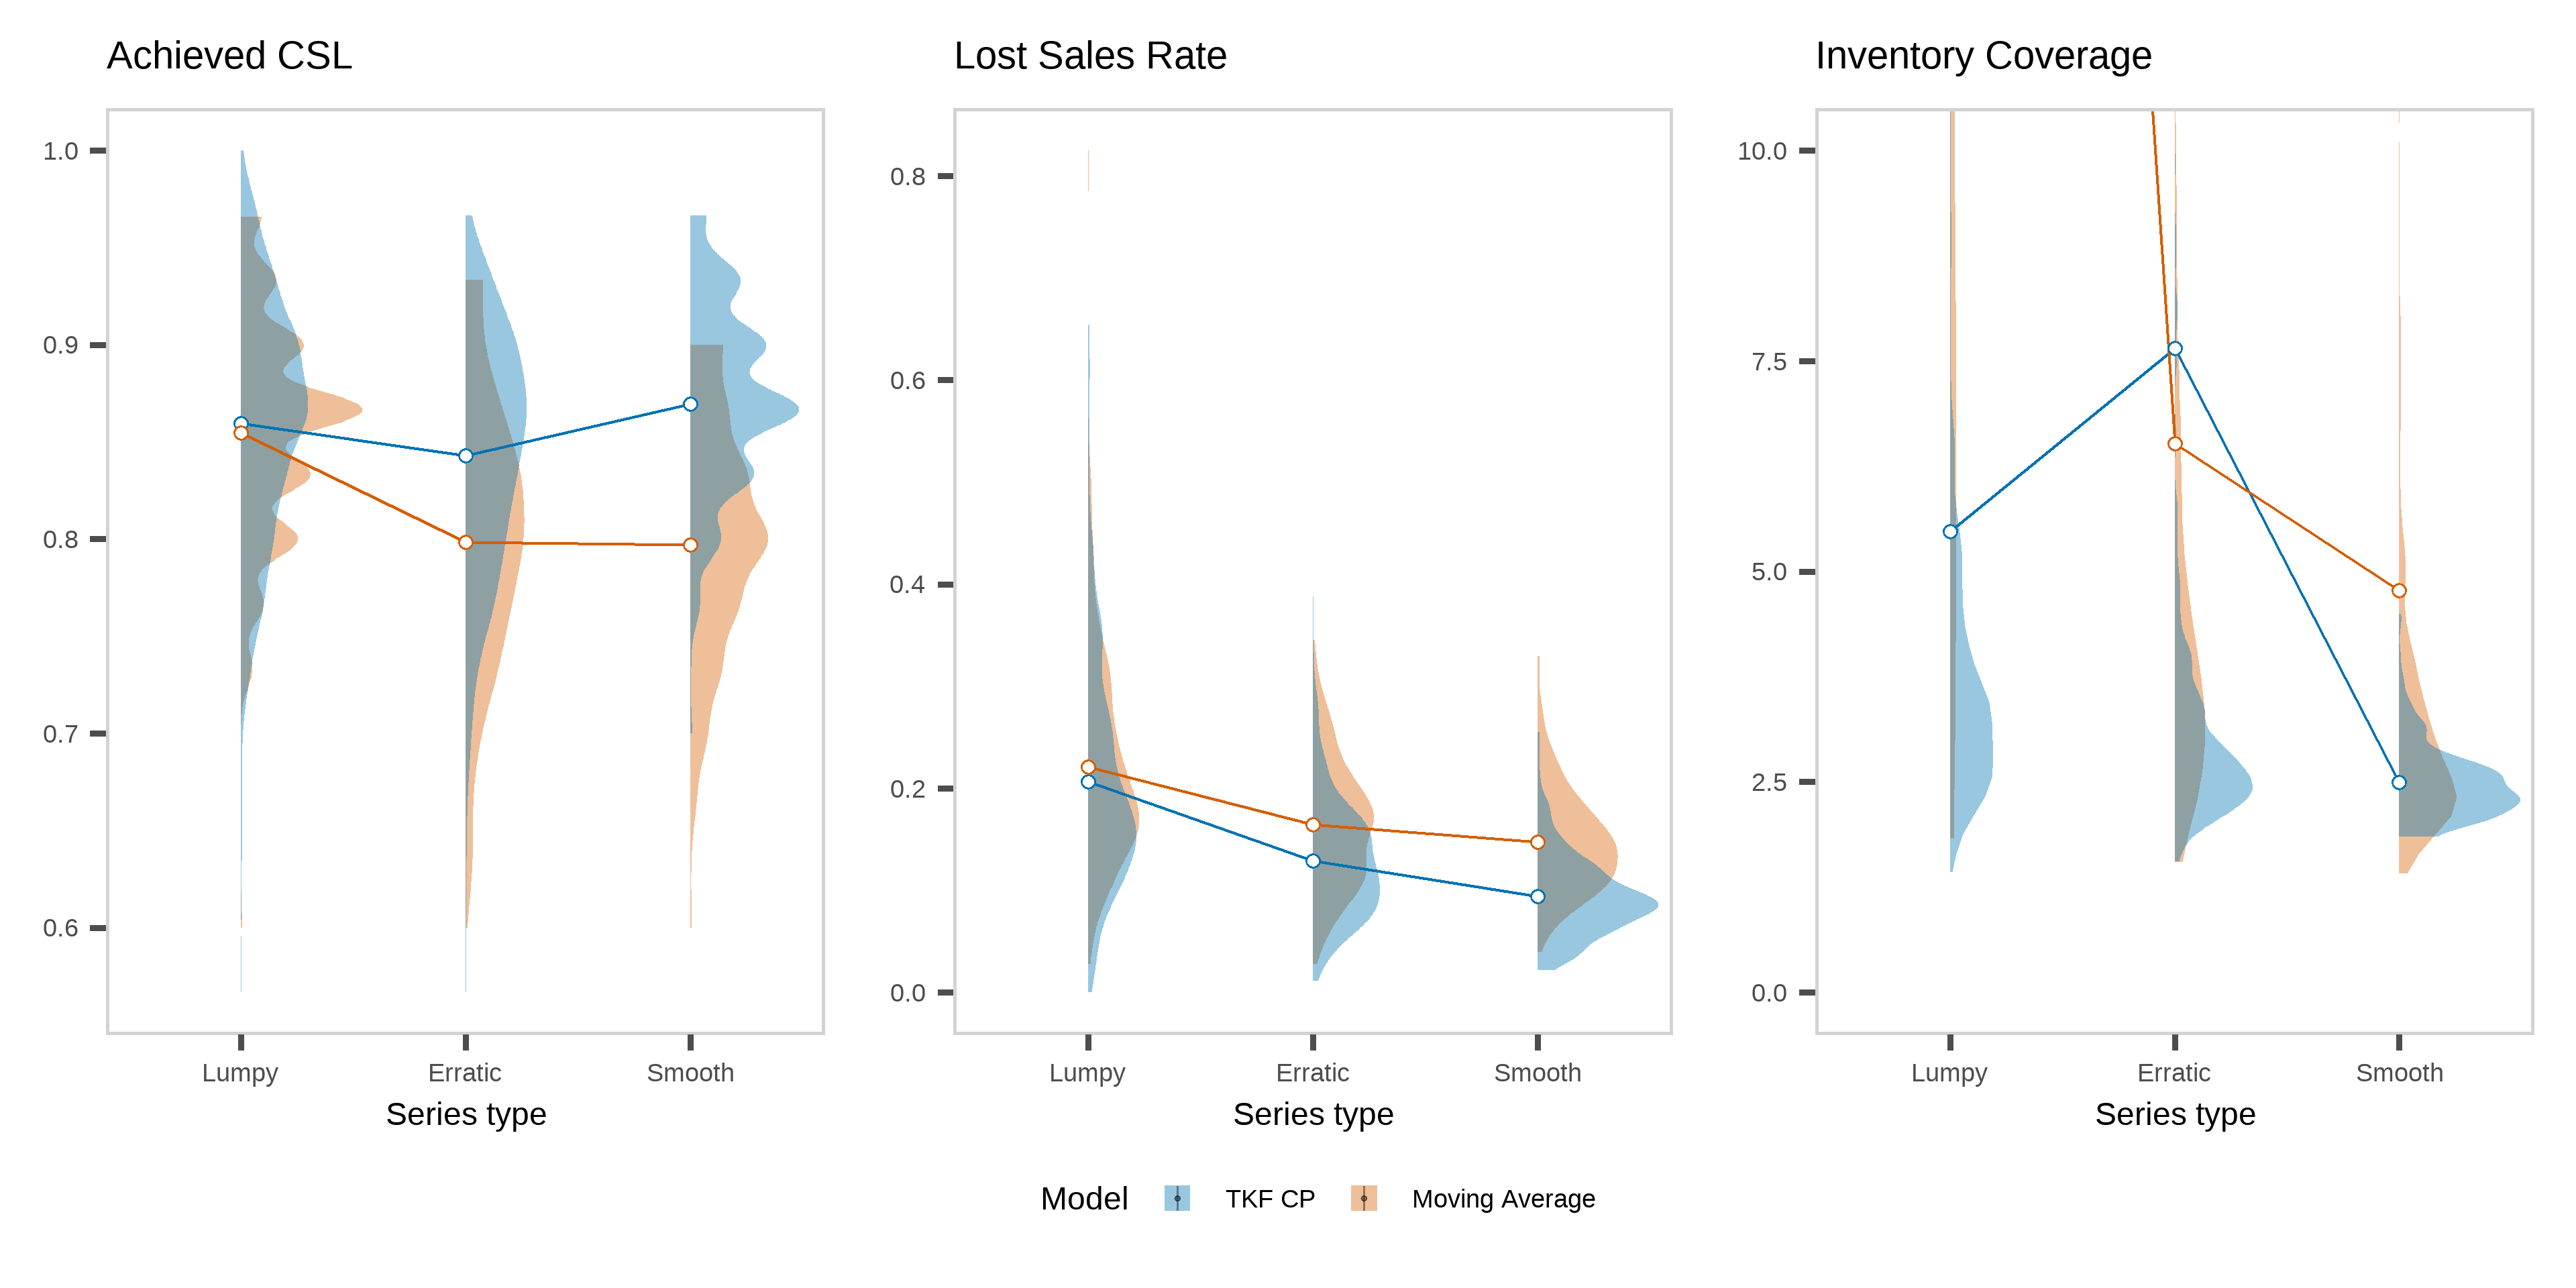 Achieved CSL
1.0
0.9
0.8
0.7
0.6
Lumpy Erratic Smooth
Series type
Lost Sales Rate
0.8
0.6
0.4
0.2
0.0
Lumpy Erratic Smooth
Series type
Inventory Coverage
10.0
7.5
5.0
2.5
0.0
Lumpy Erratic Smooth
Series type
Model TKF CP Moving Average